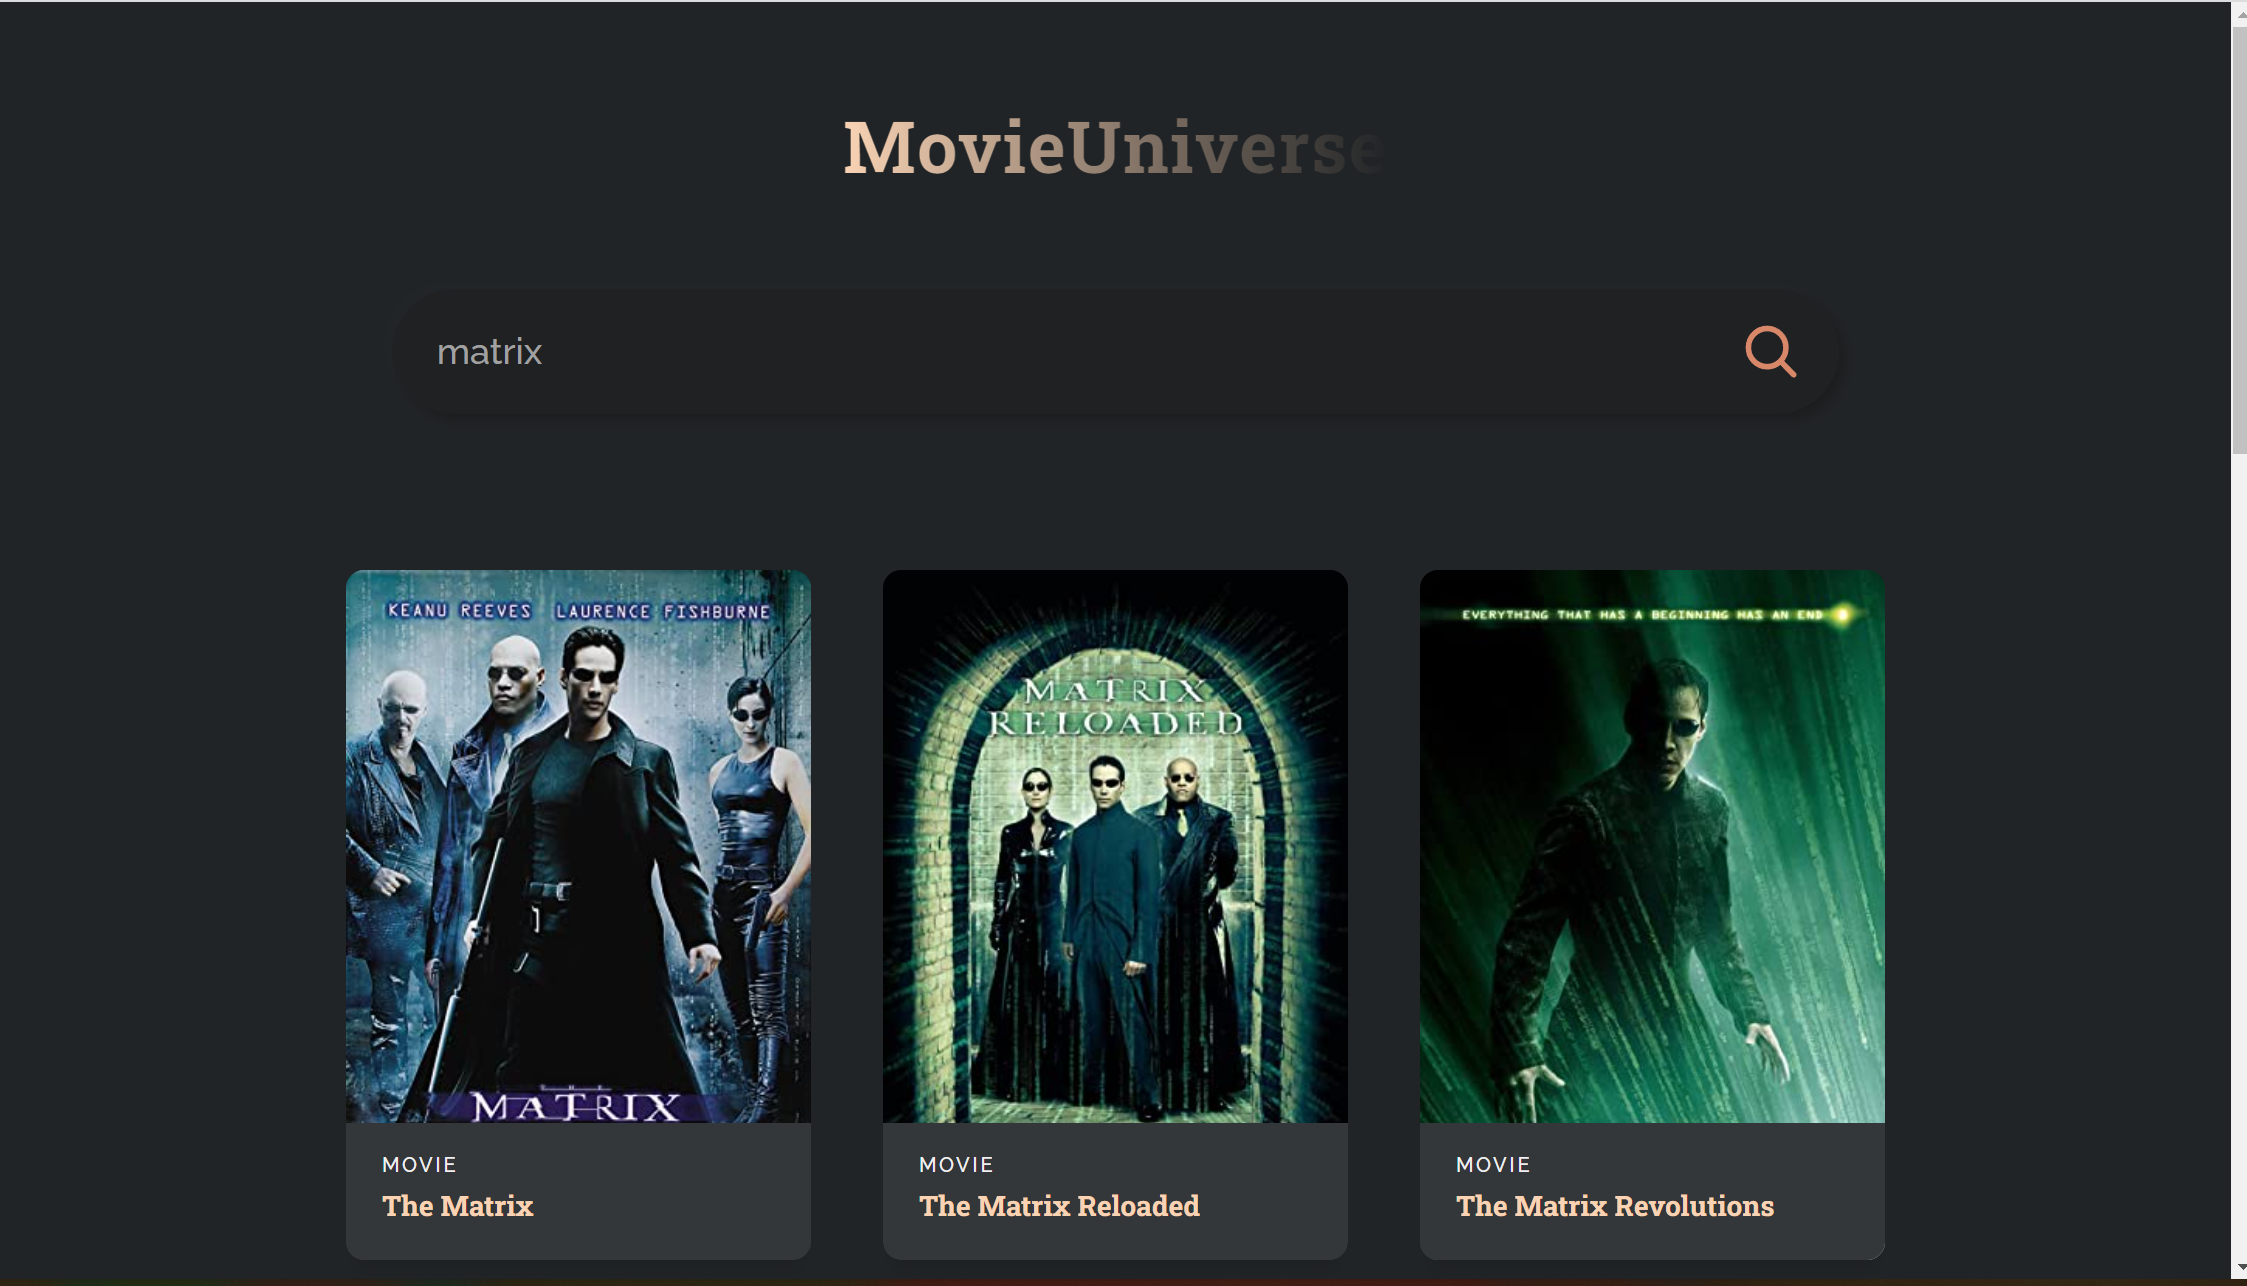 MovieUniverse
matrix
KEANU REEVES LAURENCE FISHBURNE
THE
MATRIX
MATRIX
RELOADED
EVERYTHING THAT HAS A BEGINNING HAS AN END
MOVIE
The Matrix
MOVIE
The Matrix Reloaded
MOVIE
The Matrix Revolutions